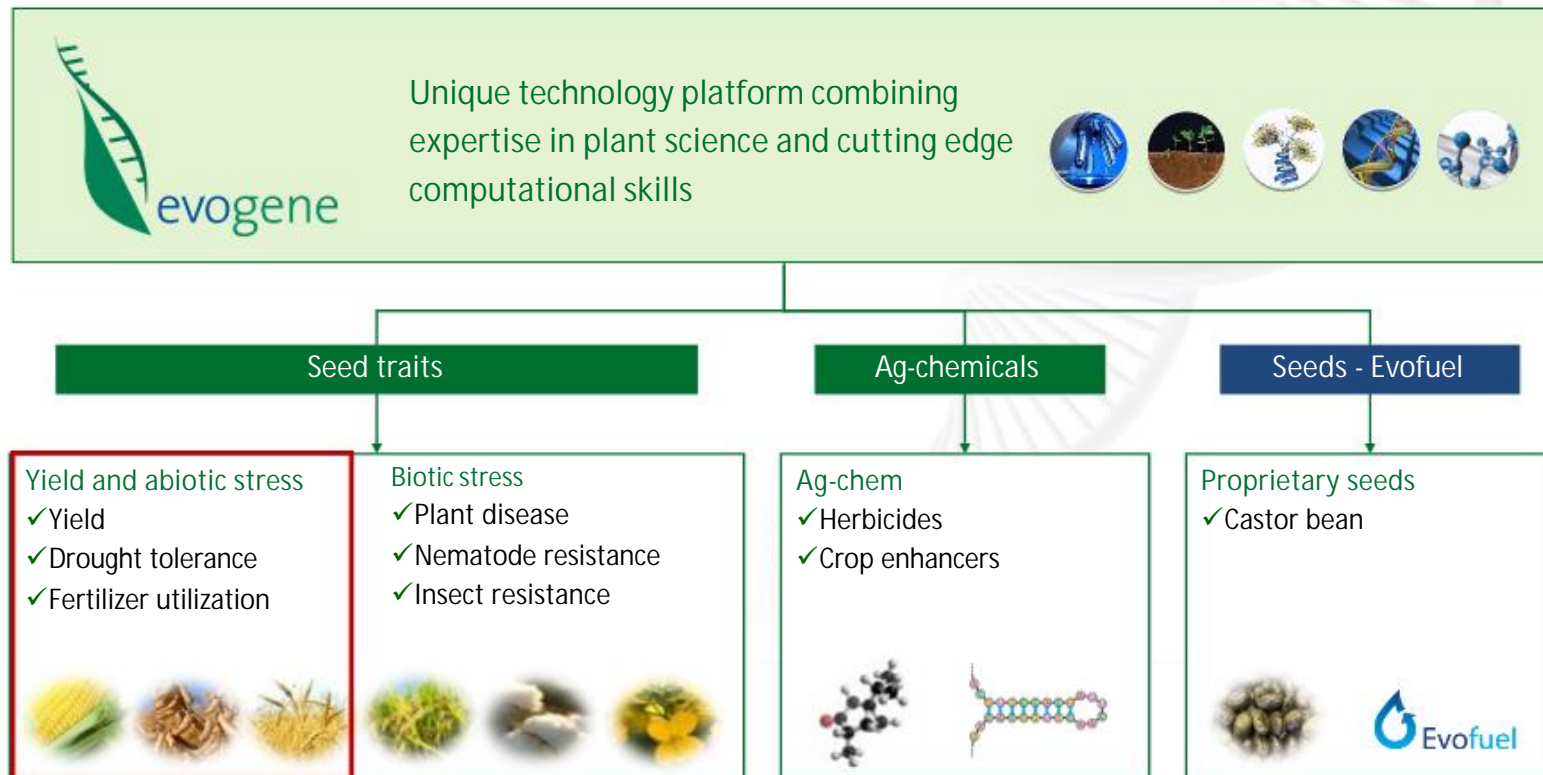 evogene
Unique technology platform combining
expertise in plant science and cutting edge
computational skills
Seed traits
Ag-chemicals
Seeds - Evofuel
Yield and abiotic stress
✓Yield
✓Drought tolerance
✓Fertilizer utilization
Biotic stress
✓Plant disease
✓Nematode resistance
✓Insect resistance
Ag-chem
✓Herbicides
✓Crop enhancers
Proprietary seeds
✓Castor bean
Evofuel